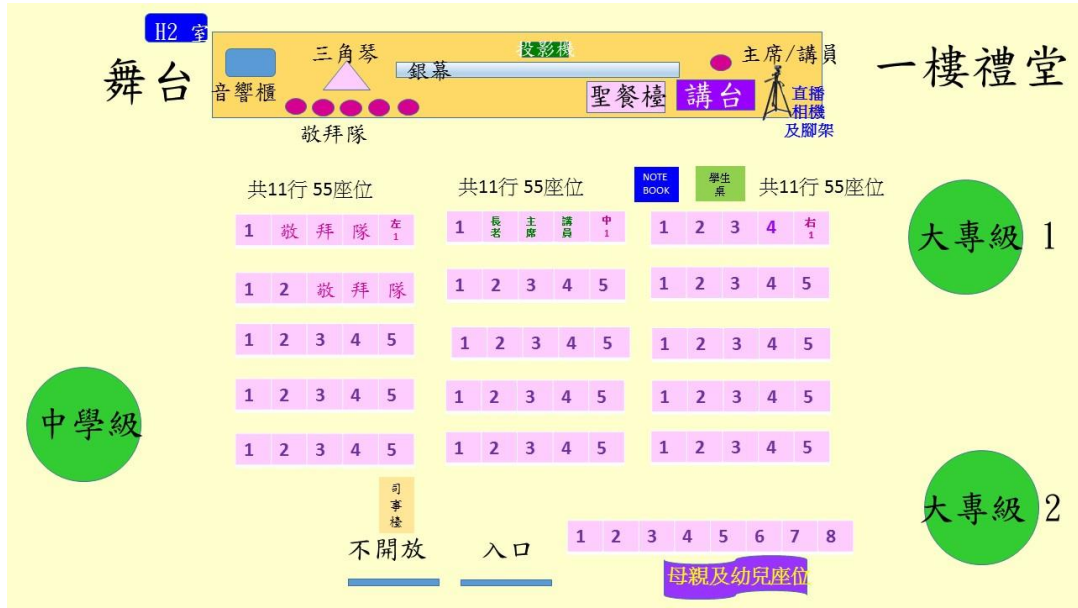 H2 室
舞台
音響櫃
三角琴
銀幕
投影機
敬拜隊
聖餐檯
講台
主席/講員
直播
相機
及腳架
一樓禮堂
共11行 55座位
共11行 55座位
NOTE
BOOK
學生
桌
共11行 55座位
1 敬 拜 隊 左1
1 長老 主席 講員 中1
1 2 3 4 右1
1 2 敬 拜 隊
1 2 3 4 5
1 2 3 4 5
1 2 3 4 5
1 2 3 4 5
1 2 3 4 5
1 2 3 4 5
1 2 3 4 5
1 2 3 4 5
1 2 3 4 5
1 2 3 4 5
1 2 3 4 5
大專級 1
中學級
大專級 2
司事檯
不開放
入口
1 2 3 4 5 6 7 8
母親及幼兒座位